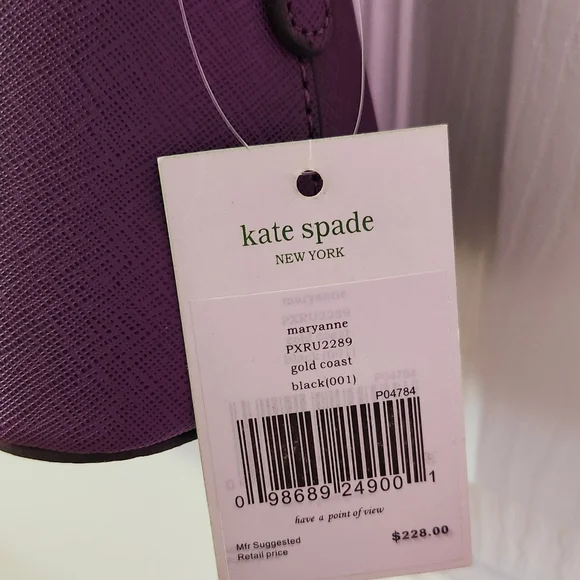 kate spade
NEW YORK
maryanne
PXRU2289
gold coast
black(001)
P04784
0 98689 24900 1
have a point of view
Mfr Suggested
Retail price
$228.00